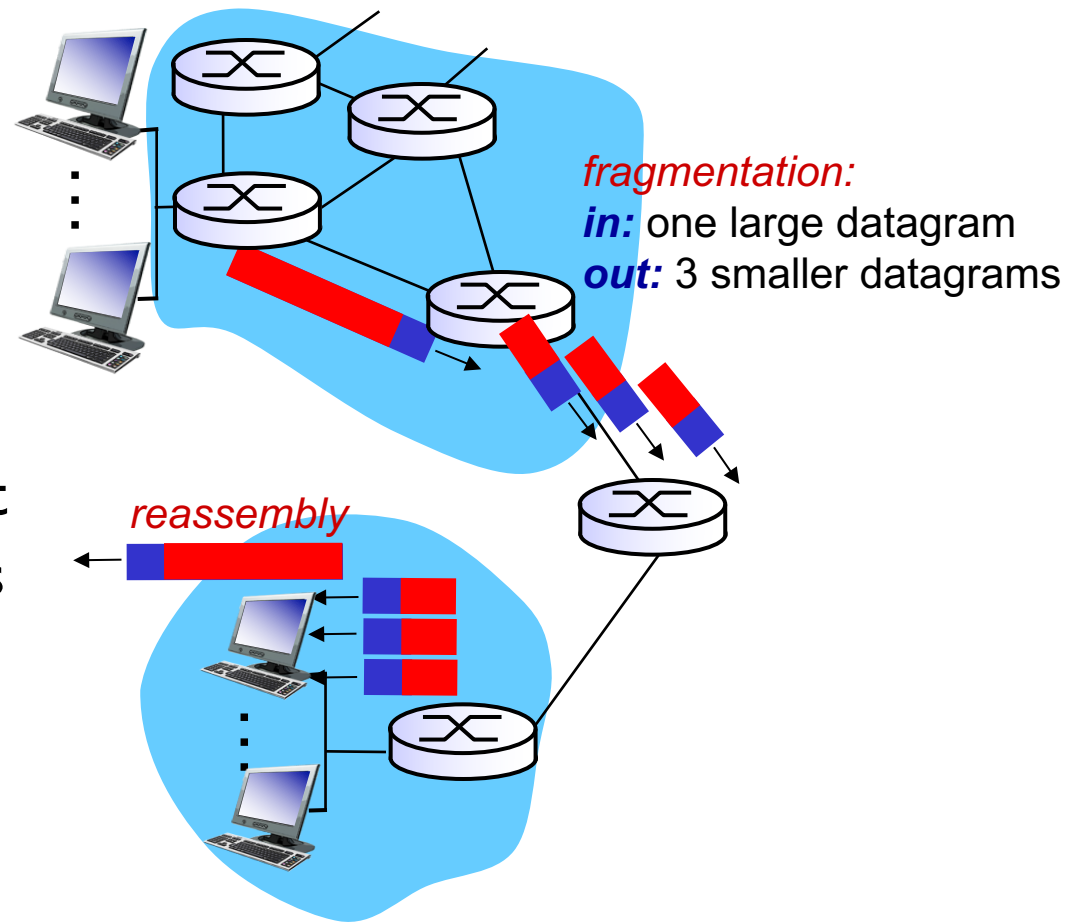 fragmentation:
in: one large datagram
out: 3 smaller datagrams
reassembly